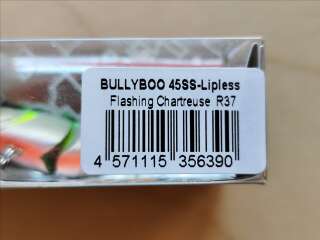 BULLYBOO 45SS-Lipless
Flashing Chartreuse R37
4 571115 356390